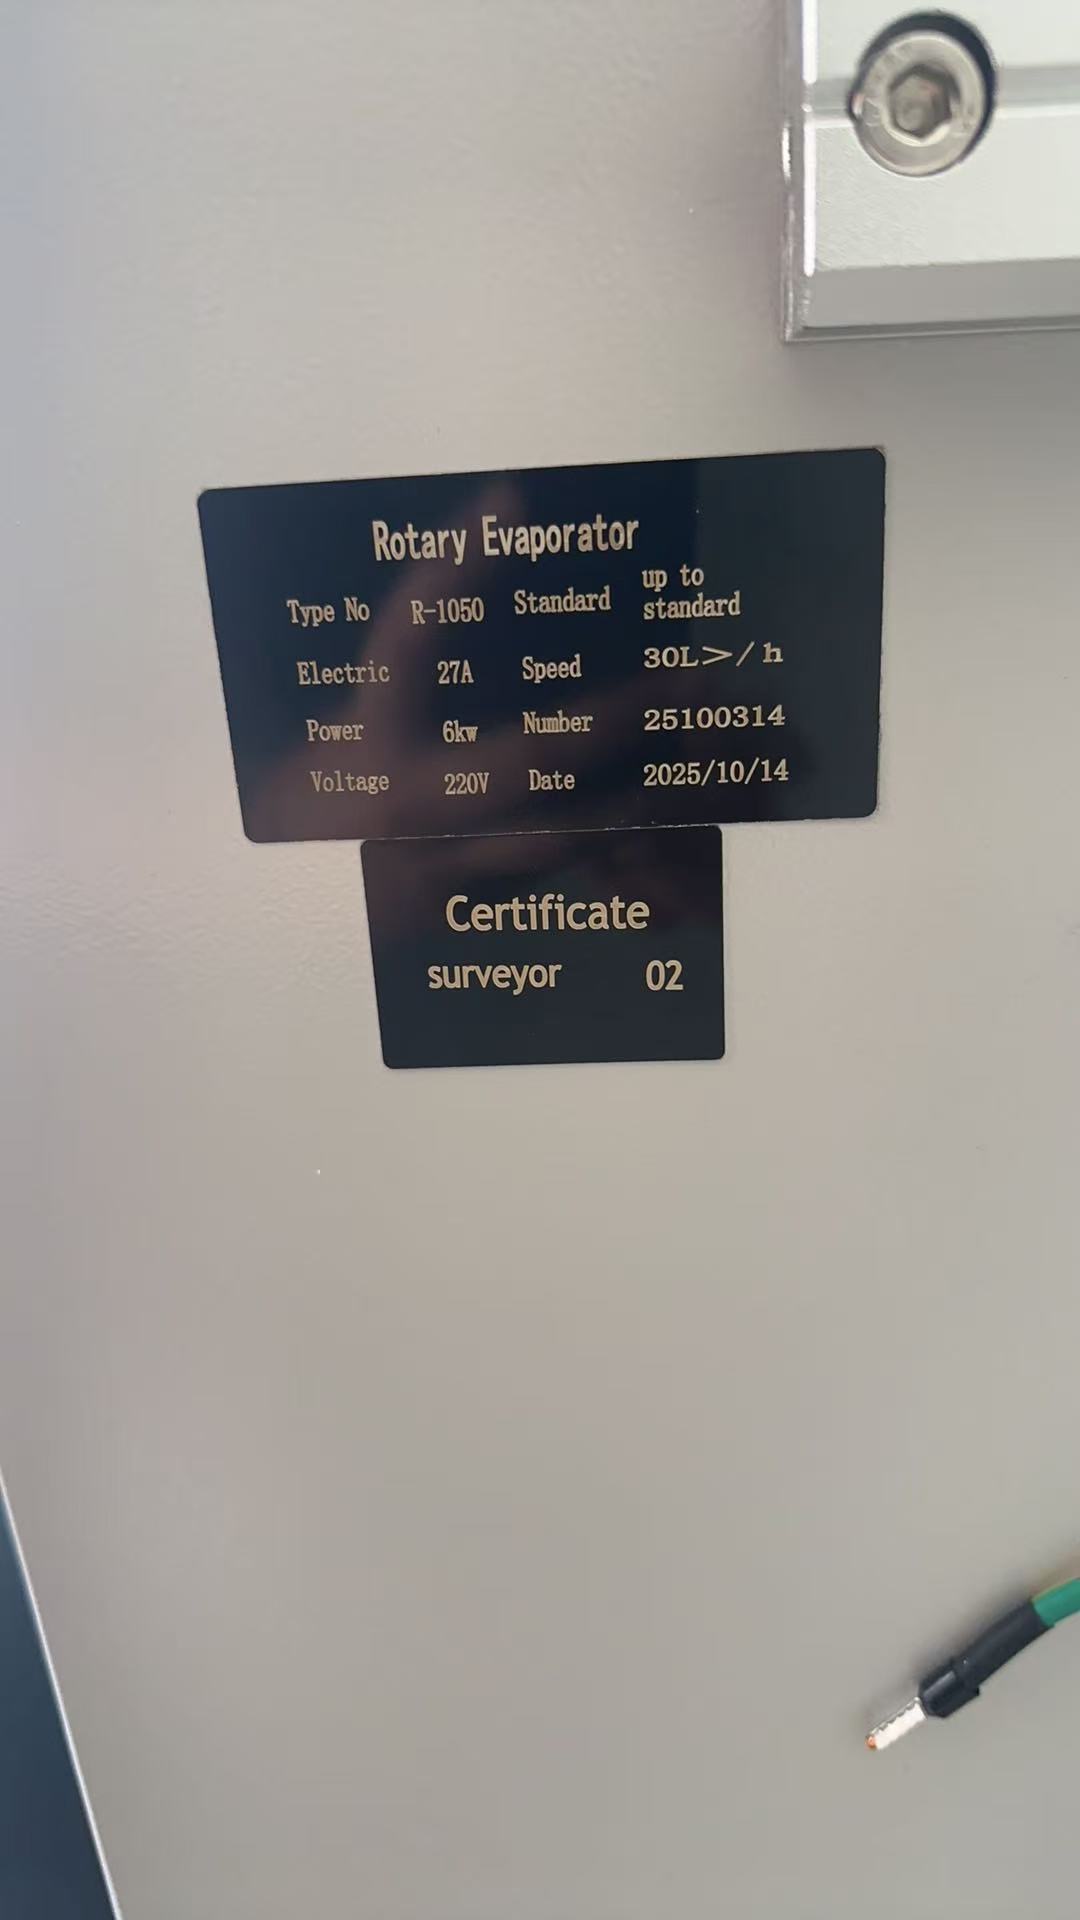 Rotary Evaporator
Type No R-1050 Standard up to standard
Electric 27A Speed 30L>/h
Power 6kw Number 25100314
Voltage 220V Date 2025/10/14
Certificate
surveyor 02